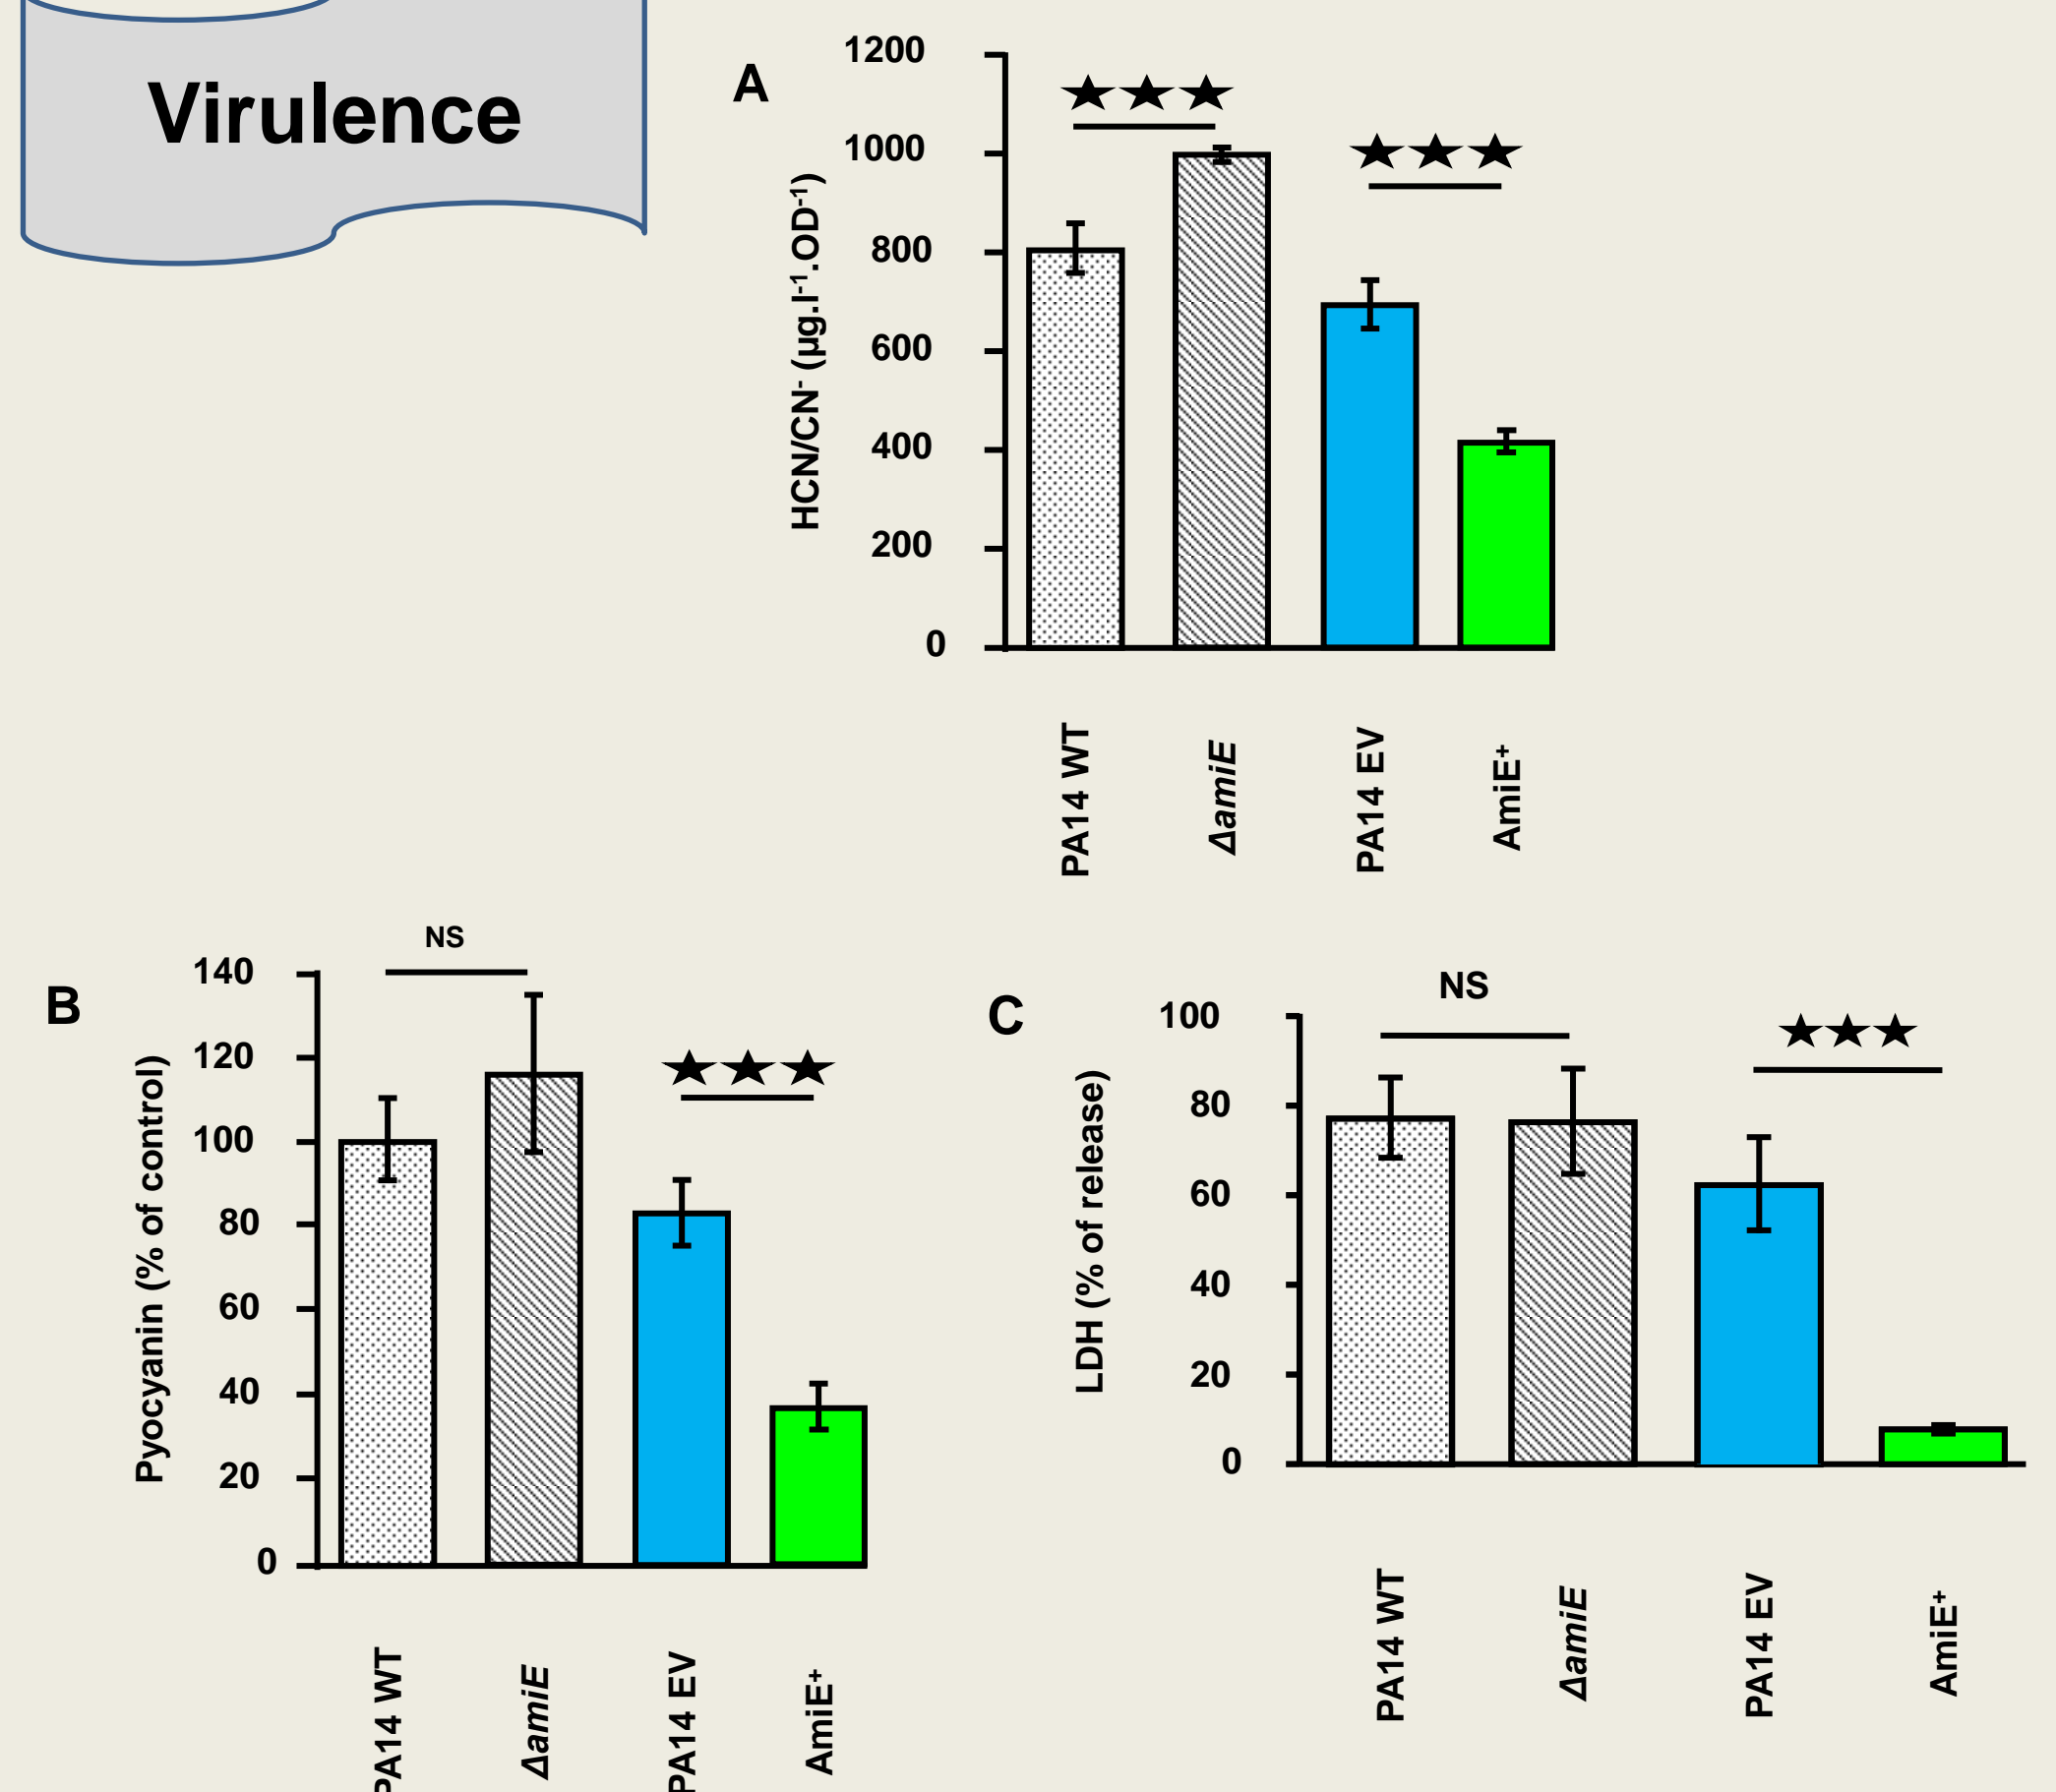 Virulence
A
HCN/CN⁻ (µg.l⁻¹.OD⁻¹)
1200
1000
800
600
400
200
0
★★★
★★★
PA14 WT
ΔamiE
PA14 EV
AmiE⁺
B
Pyocyanin (% of control)
140
120
100
80
60
40
20
0
NS
★★★
PA14 WT
ΔamiE
PA14 EV
AmiE⁺
C
LDH (% of release)
100
80
60
40
20
0
NS
★★★
PA14 WT
ΔamiE
PA14 EV
AmiE⁺